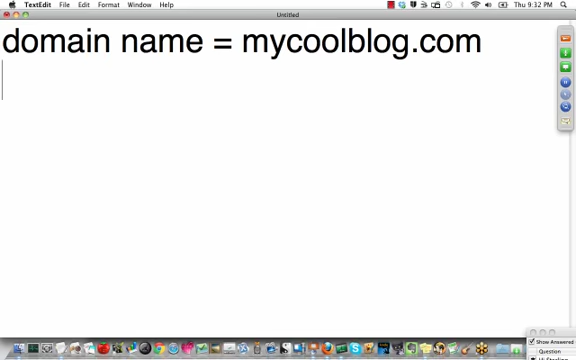 TextEdit File Edit Format Window Help Thu 9:32 PM
Untitled
domain name = mycoolblog.com
Show Answered
Question